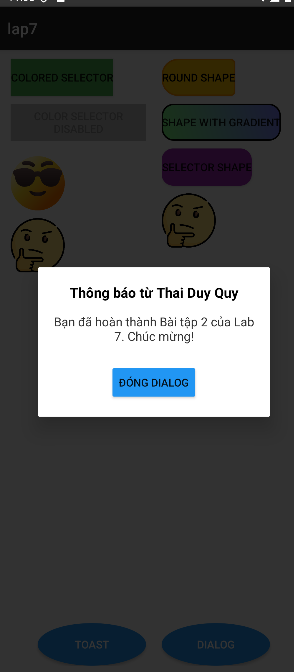 lap7
COLORED SELECTOR
ROUND SHAPE
COLOR SELECTOR
DISABLED
SHAPE WITH GRADIENT
SELECTOR SHAPE
Thông báo từ Thai Duy Quy
Bạn đã hoàn thành Bài tập 2 của Lab
7. Chúc mừng!
ĐÓNG DIALOG
TOAST
DIALOG